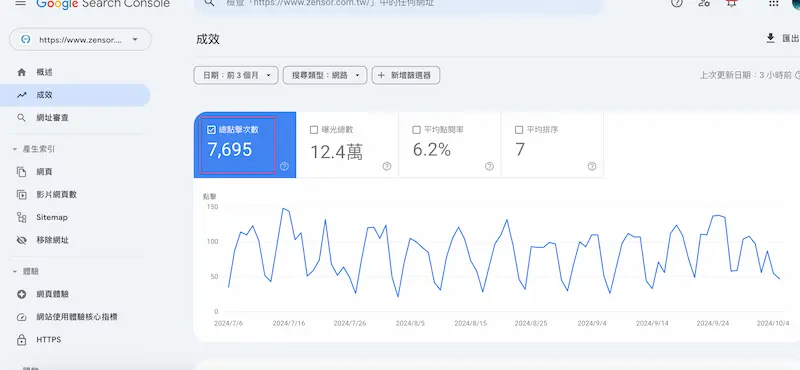 Google Search Console
檢查「https://www.zensor.com.tw/」中的任何網址
https://www.zensor....
成效
匯出
概述
成效
網址審查
日期：前 3 個月
搜尋類型：網路
新增篩選器
上次更新日期：3 小時前
產生索引
網頁
影片網頁數
Sitemap
移除網址
總點擊次數
7,695
曝光總數
12.4萬
平均點閱率
6.2%
平均排序
7
點擊
150
100
50
0
2024/7/6
2024/7/16
2024/7/26
2024/8/5
2024/8/15
2024/8/25
2024/9/4
2024/9/14
2024/9/24
2024/10/4
體驗
網頁體驗
網站使用體驗核心指標
HTTPS